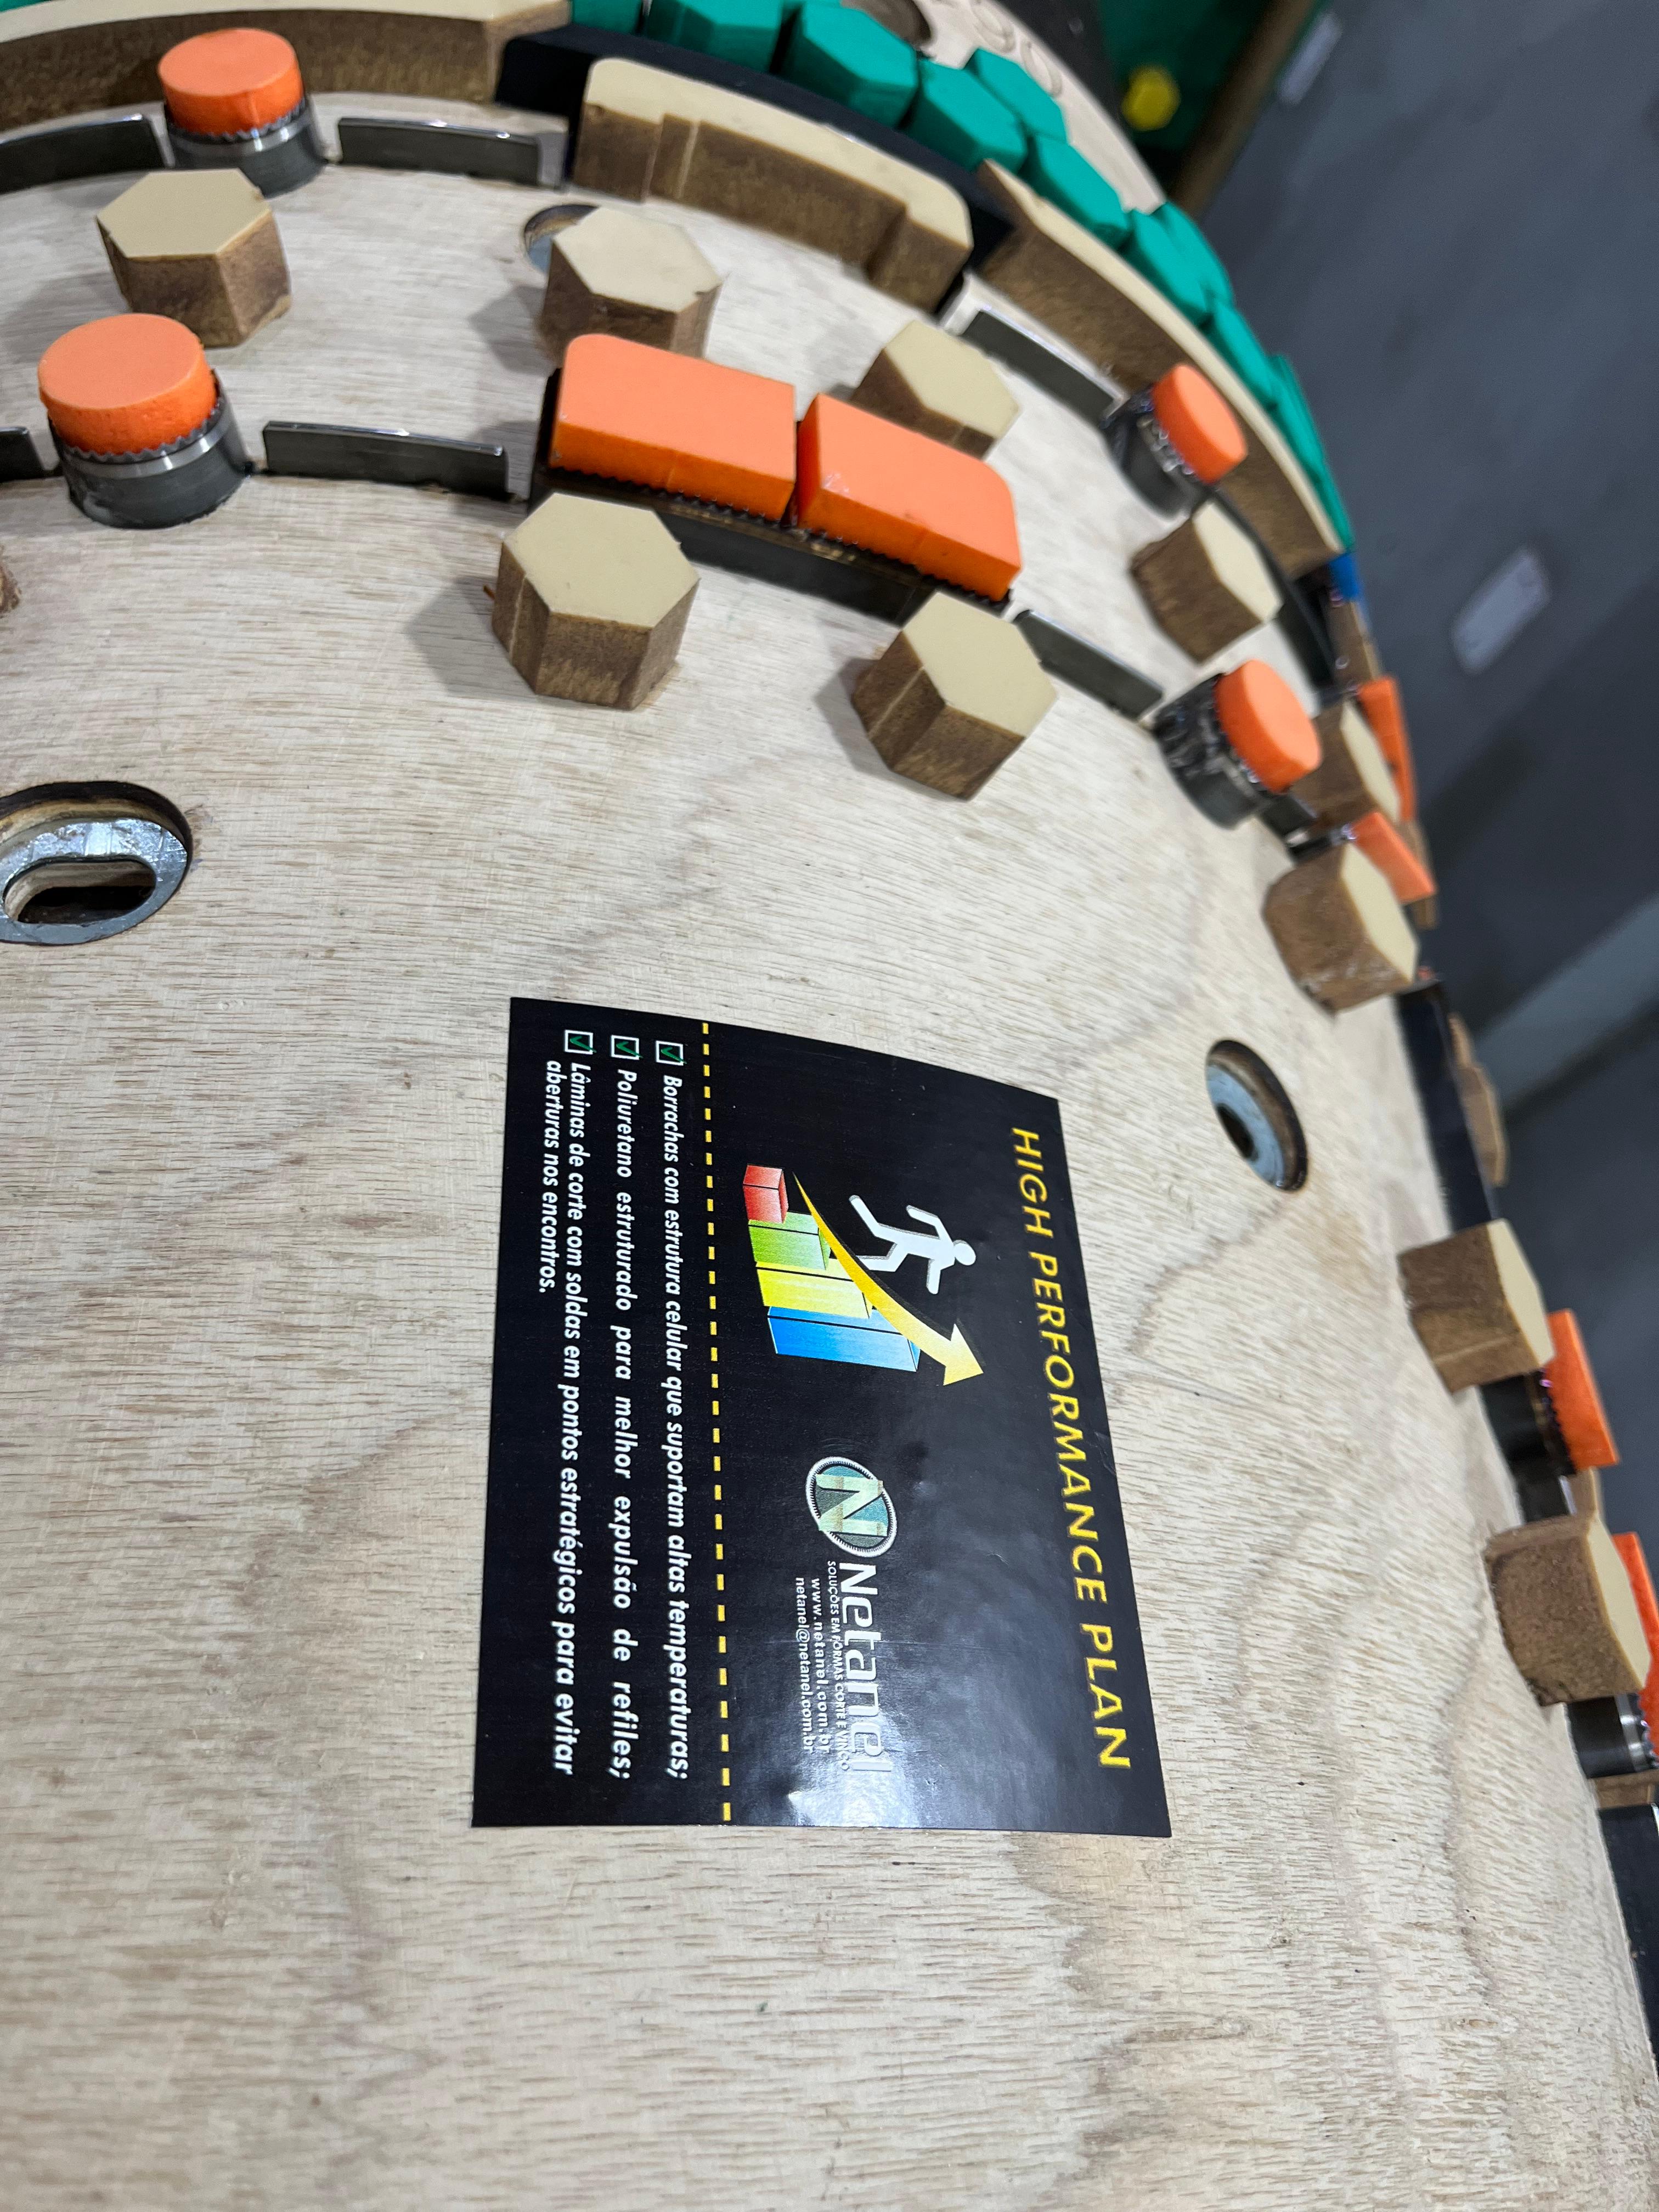 HIGH PERFORMANCE PLAN
N
Netanel
SOLUÇÕES EM FORMAS CORTE E VINCO
www.netanel.com.br
netanel@netanel.com.br
Borrachas com estrutura celular que suportam altas temperaturas;
Poliuretano estruturado para melhor expulsão de refiles;
Lâminas de corte com soldas em pontos estratégicos para evitar
aberturas nos encontros.